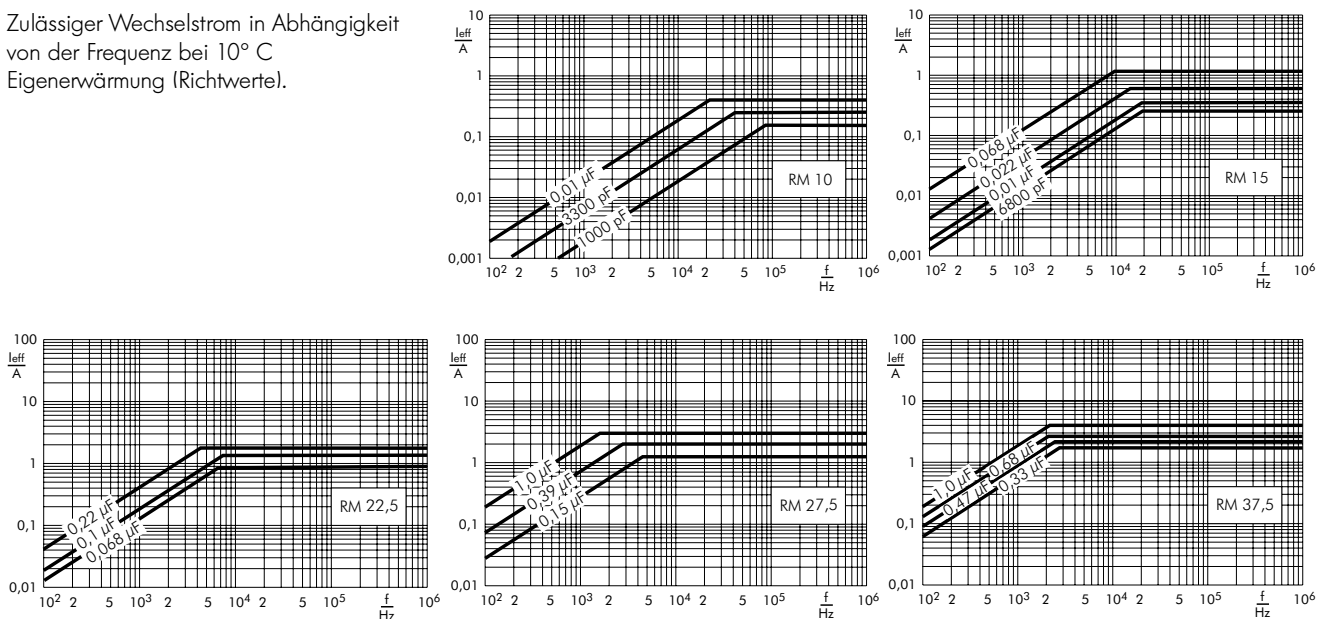 Zulässiger Wechselstrom in Abhängigkeit
von der Frequenz bei 10° C
Eigenerwärmung (Richtwerte).
Ieff
A
10
1
0,1
0,01
0,001
0,01 µF
3300 pF
1000 pF
RM 10
10² 2 5 10³ 2 5 10⁴ 2 5 10⁵ f 10⁶
Hz
Ieff
A
10
1
0,1
0,01
0,001
0,068 µF
0,022 µF
0,01 µF
6800 pF
RM 15
10² 2 5 10³ 2 5 10⁴ 2 5 10⁵ f 10⁶
Hz
Ieff
A
100
10
1
0,1
0,01
0,22 µF
0,1 µF
0,068 µF
RM 22,5
10² 2 5 10³ 2 5 10⁴ 2 5 10⁵ 2 5 f 10⁶
Hz
Ieff
A
100
10
1
0,1
0,01
1,0 µF
0,39 µF
0,15 µF
RM 27,5
10² 2 5 10³ 2 5 10⁴ 2 5 10⁵ f 10⁶
Hz
Ieff
A
100
10
1
0,1
0,01
1,0 µF
0,68 µF
0,47 µF
0,33 µF
RM 37,5
10² 2 5 10³ 2 5 10⁴ 2 5 10⁵ f 10⁶
Hz